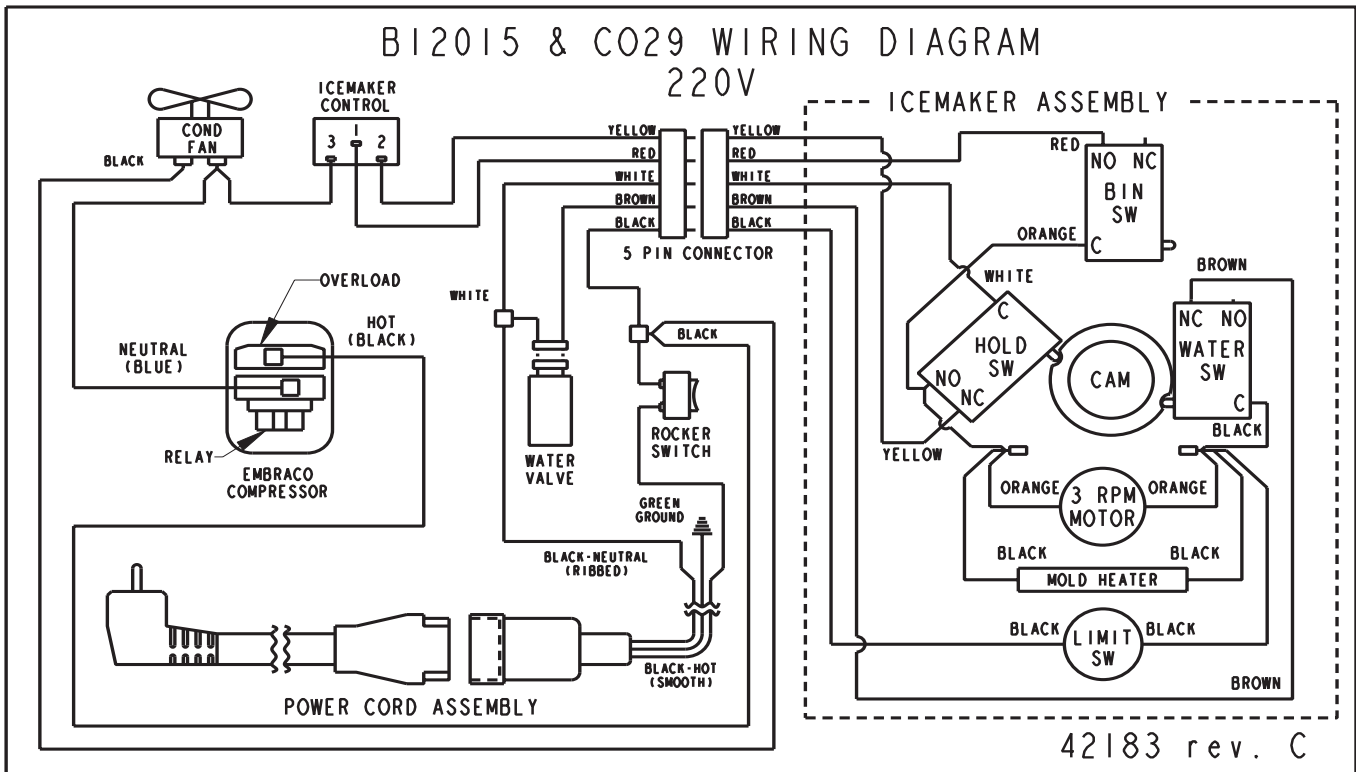 BI2015 & CO29 WIRING DIAGRAM
220V
COND
FAN
BLACK
ICEMAKER
CONTROL
3 1 2
YELLOW
RED
WHITE
BROWN
BLACK
YELLOW
RED
WHITE
BROWN
BLACK
5 PIN CONNECTOR
ICEMAKER ASSEMBLY
RED
NO NC
BIN
SW
C
ORANGE
WHITE
C
HOLD
SW
NO
NC
CAM
BROWN
NC NO
WATER
SW
C
BLACK
OVERLOAD
HOT
(BLACK)
NEUTRAL
(BLUE)
RELAY
EMBRACO
COMPRESSOR
WHITE
WATER
VALVE
BLACK
ROCKER
SWITCH
YELLOW
ORANGE
3 RPM
MOTOR
ORANGE
BLACK
BLACK
MOLD HEATER
BLACK
LIMIT
SW
BLACK
BROWN
GREEN
GROUND
BLACK-NEUTRAL
(RIBBED)
BLACK-HOT
(SMOOTH)
POWER CORD ASSEMBLY
42183 rev. C